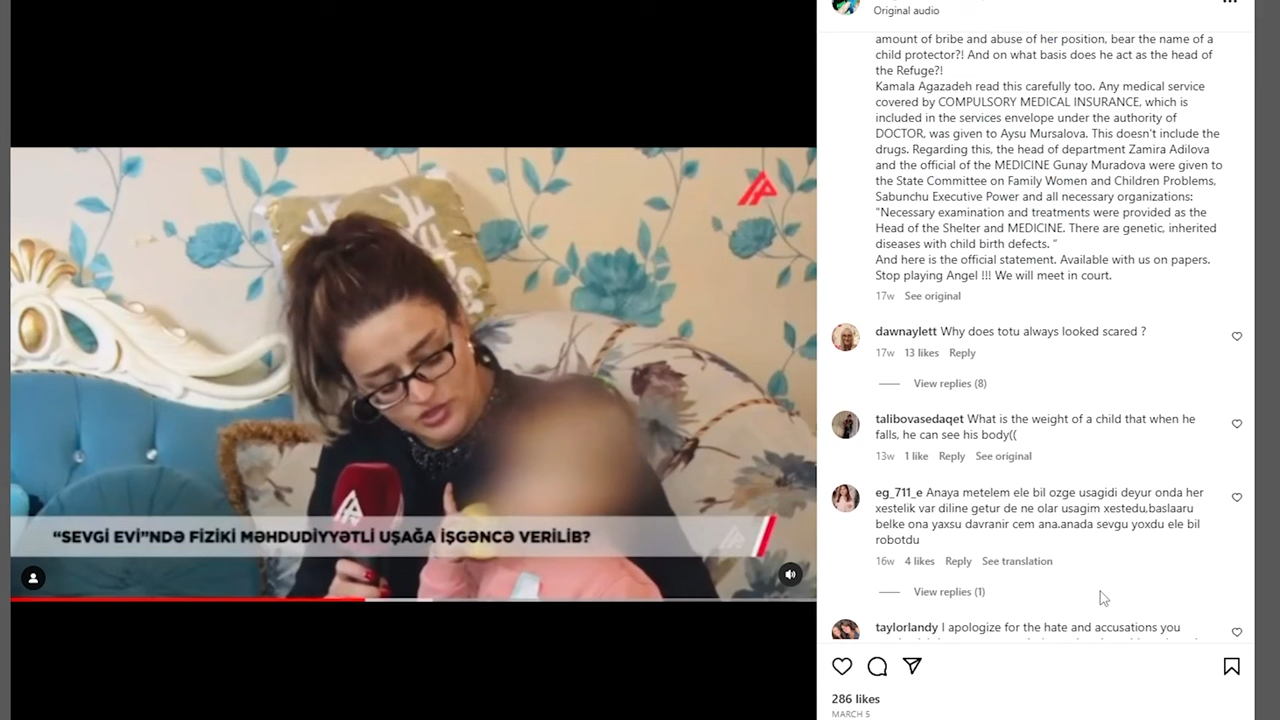 Original audio
amount of bribe and abuse of her position, bear the name of a
child protector?! And on what basis does he act as the head of
the Refuge?!
Kamala Agazadeh read this carefully too. Any medical service
covered by COMPULSORY MEDICAL INSURANCE, which is
included in the services envelope under the authority of
DOCTOR, was given to Aysu Mursalova. This doesn't include the
drugs. Regarding this, the head of department Zamira Adilova
and the official of the MEDICINE Gunay Muradova were given to
the State Committee on Family Women and Children Problems,
Sabunchu Executive Power and all necessary organizations:
"Necessary examination and treatments were provided as the
Head of the Shelter and MEDICINE. There are genetic, inherited
diseases with child birth defects. "
And here is the official statement. Available with us on papers.
Stop playing Angel !!! We will meet in court.
17w See original
dawnaylett Why does totu always looked scared ?
17w 13 likes Reply
View replies (8)
talibovasedaqet What is the weight of a child that when he
falls, he can see his body((
13w 1 like Reply See original
eg_711_e Anaya metelem ele bil ozge usagidi deyur onda her
xestelik var diline getur de ne olar usagim xestedu,baslaaru
belke ona yaxsu davranir cem ana.anada sevgu yoxdu ele bil
robotdu
16w 4 likes Reply See translation
View replies (1)
taylorlandy I apologize for the hate and accusations you
286 likes
MARCH 5
“SEVGİ EVİ”NDƏ FİZİKİ MƏHDUDİYYƏTLİ UŞAĞA İŞGƏNCƏ VERİLİB?